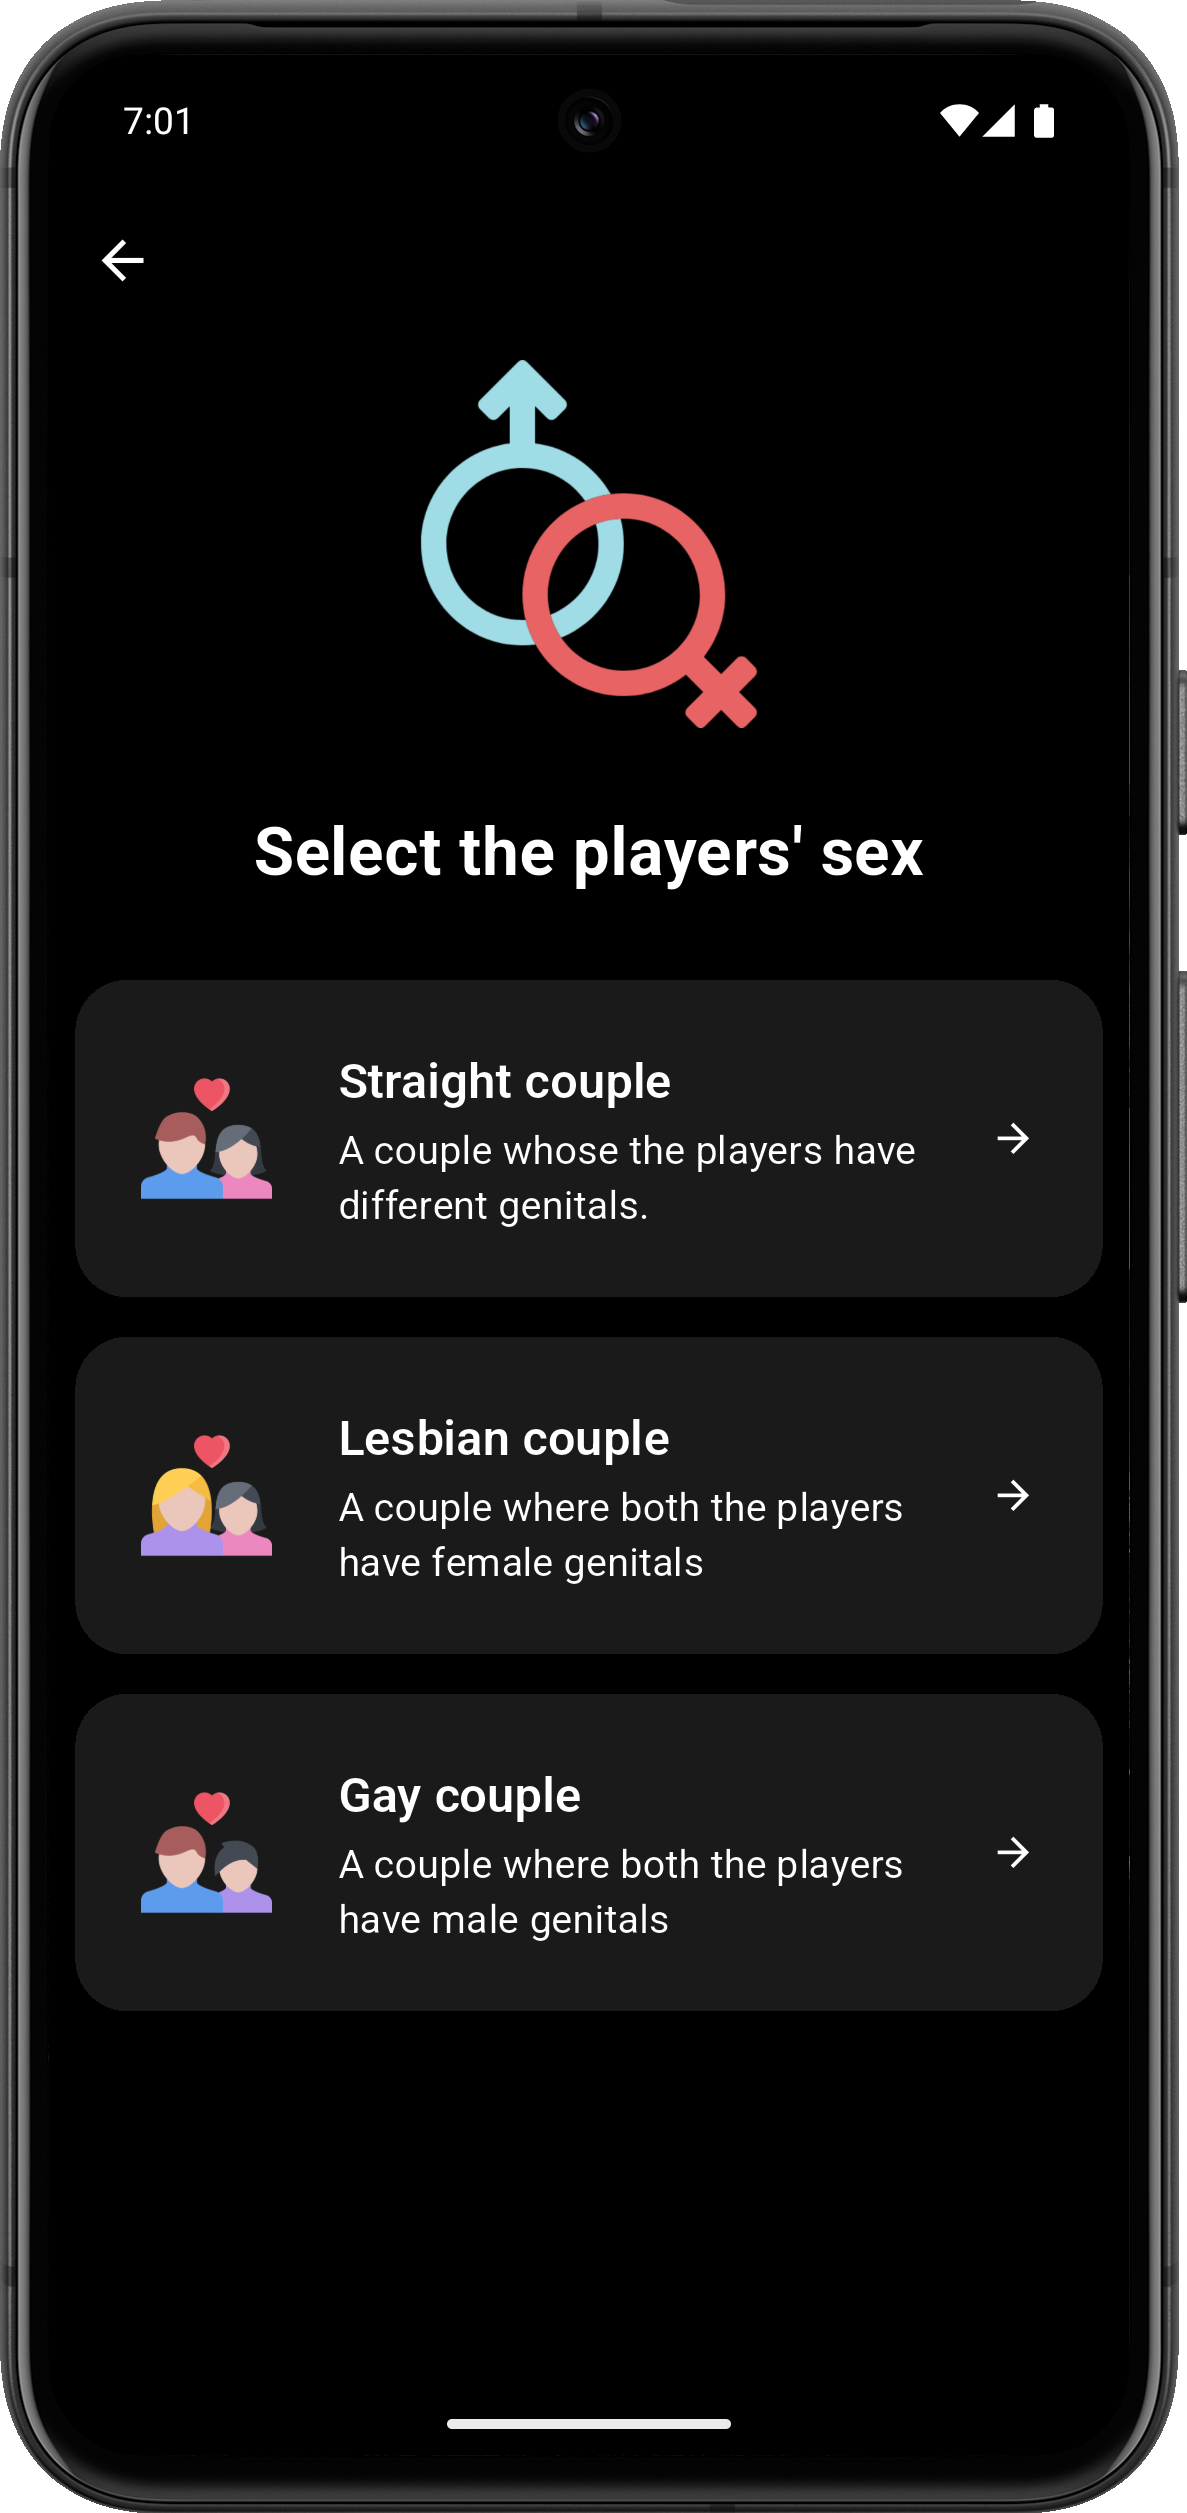 7:01
Select the players' sex
Straight couple
A couple whose the players have
different genitals.
Lesbian couple
A couple where both the players
have female genitals
Gay couple
A couple where both the players
have male genitals